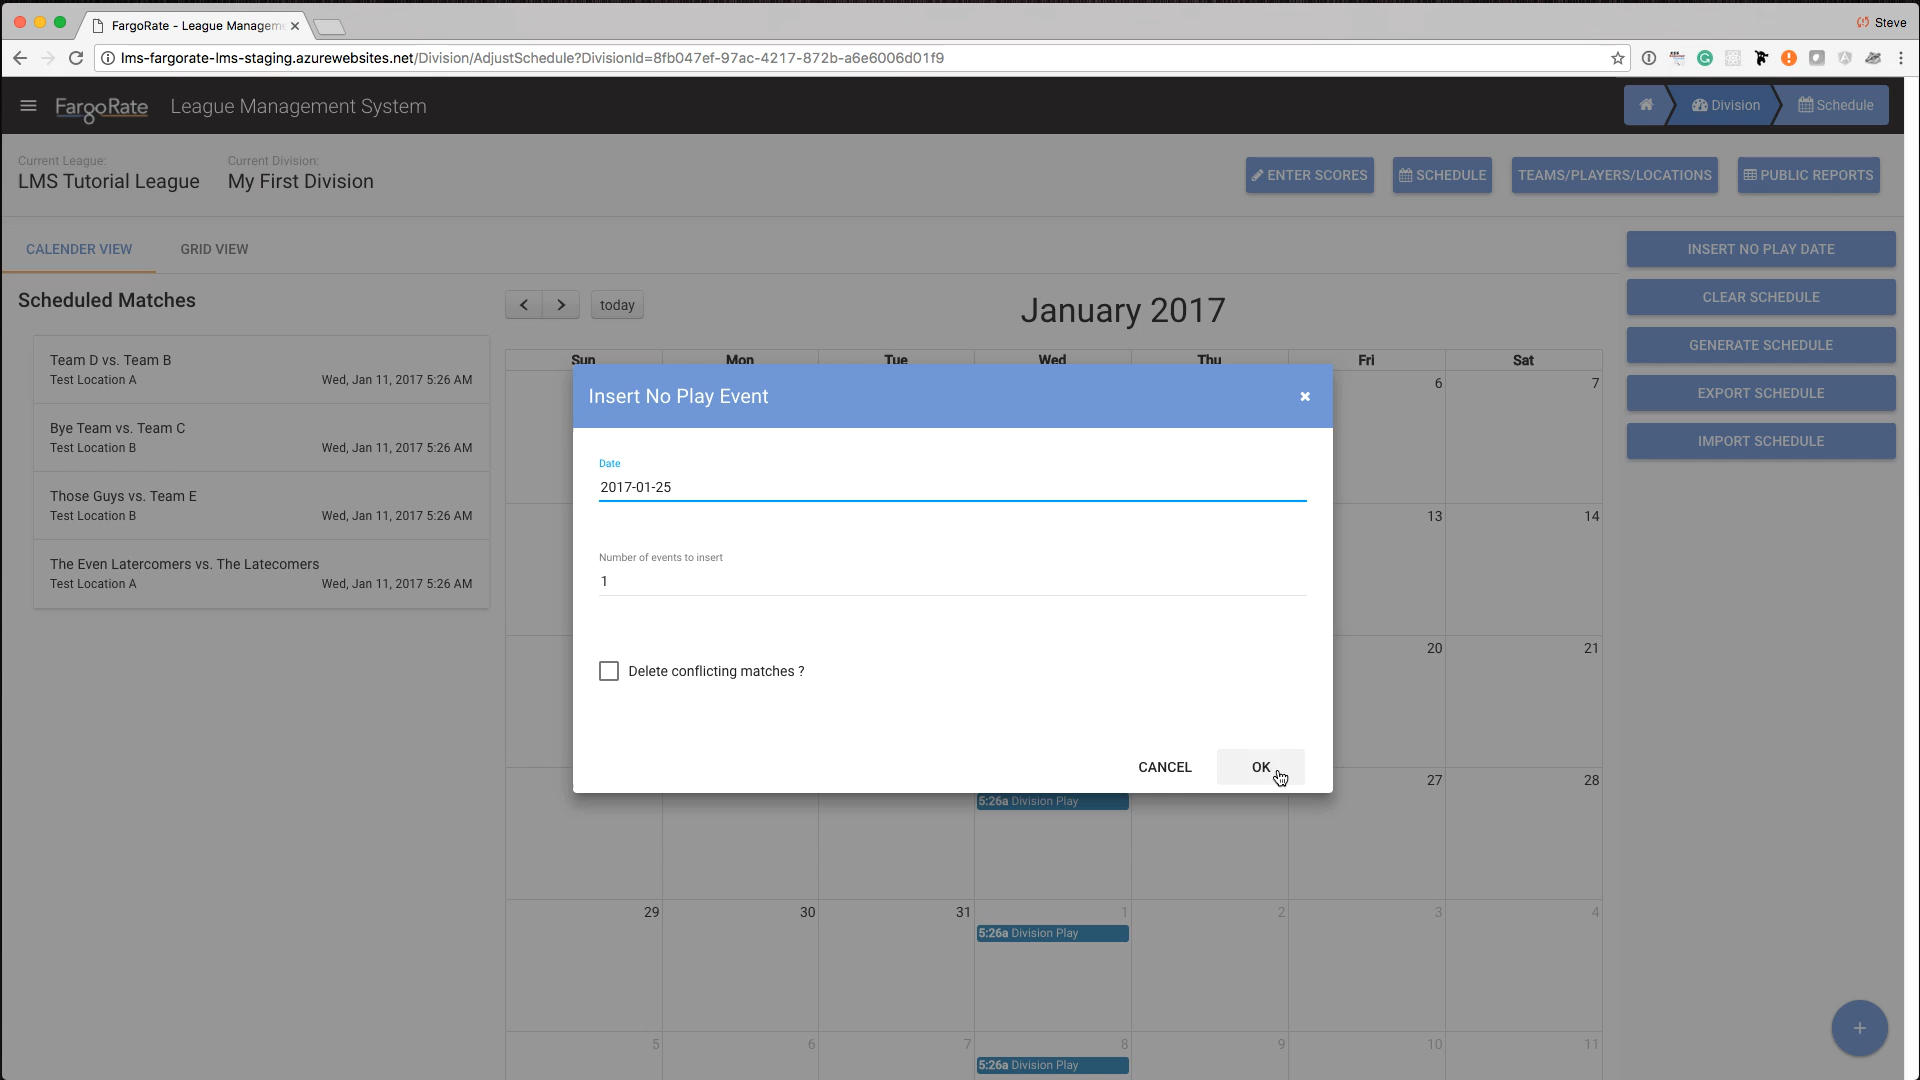 FargoRate - League Managem
Steve
lms-fargorate-lms-staging.azurewebsites.net/Division/AdjustSchedule?DivisionId=8fb047ef-97ac-4217-872b-a6e6006d01f9
FargoRate League Management System
Division
Schedule
Current League:
LMS Tutorial League
Current Division:
My First Division
ENTER SCORES
SCHEDULE
TEAMS/PLAYERS/LOCATIONS
PUBLIC REPORTS
CALENDER VIEW
GRID VIEW
INSERT NO PLAY DATE
CLEAR SCHEDULE
GENERATE SCHEDULE
EXPORT SCHEDULE
IMPORT SCHEDULE
Scheduled Matches
Team D vs. Team B
Test Location A Wed, Jan 11, 2017 5:26 AM
Bye Team vs. Team C
Test Location B Wed, Jan 11, 2017 5:26 AM
Those Guys vs. Team E
Test Location B Wed, Jan 11, 2017 5:26 AM
The Even Latercomers vs. The Latecomers
Test Location A Wed, Jan 11, 2017 5:26 AM
today
January 2017
Sun Mon Tue Wed Thu Fri Sat
6 7
13 14
20 21
27 28
Insert No Play Event
Date
2017-01-25
Number of events to insert
1
Delete conflicting matches ?
CANCEL
OK
5:26a Division Play
29 30 31 1 2 3 4
5:26a Division Play
5 6 7 8 9 10 11
5:26a Division Play